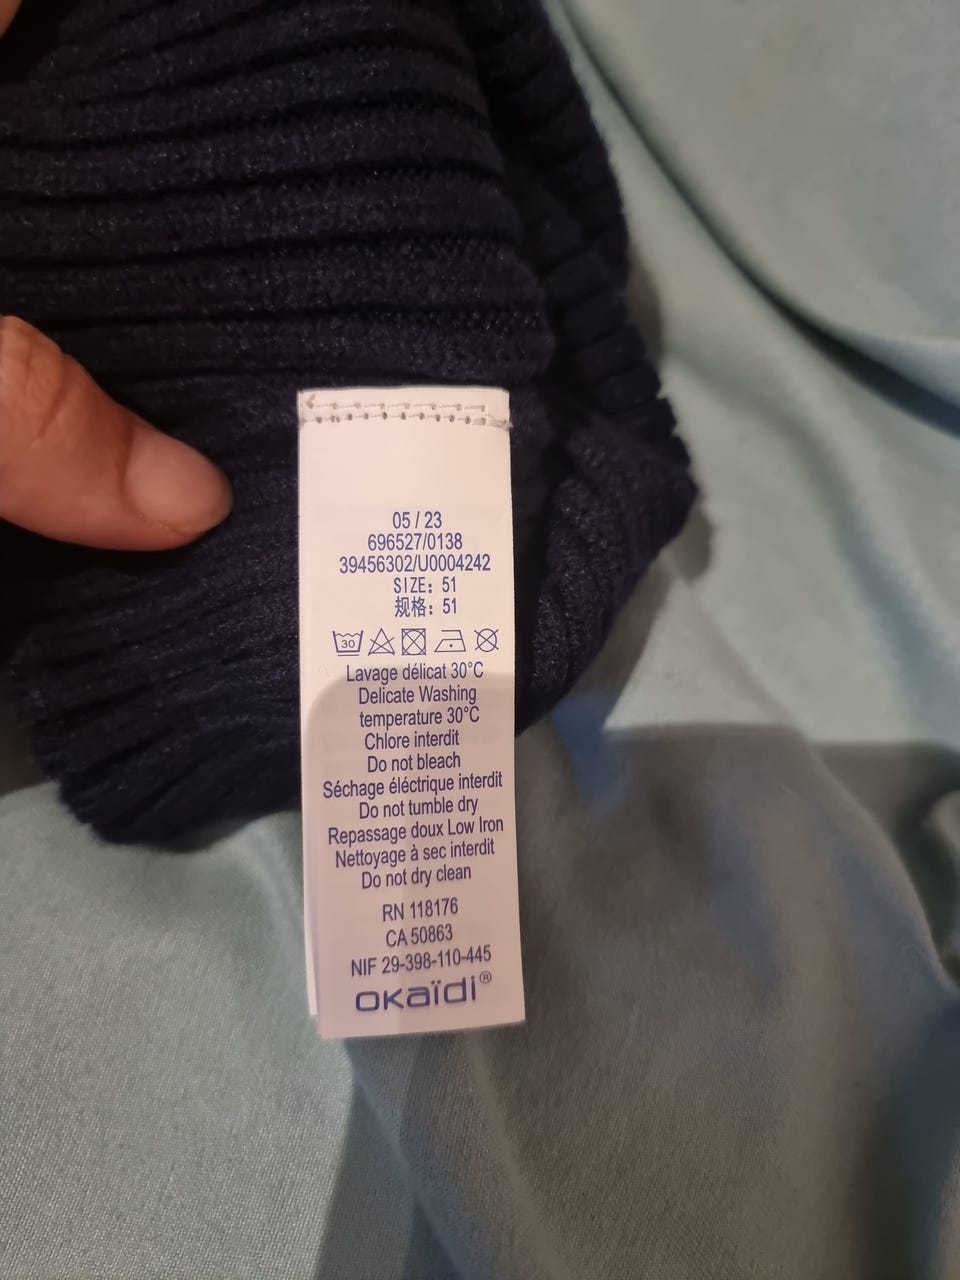 05 / 23
696527/0138
39456302/U0004242
SIZE: 51
规格: 51
30
Lavage délicat 30°C
Delicate Washing
temperature 30°C
Chlore interdit
Do not bleach
Séchage éléctrique interdit
Do not tumble dry
Repassage doux Low Iron
Nettoyage à sec interdit
Do not dry clean
RN 118176
CA 50863
NIF 29-398-110-445
okaïdi®